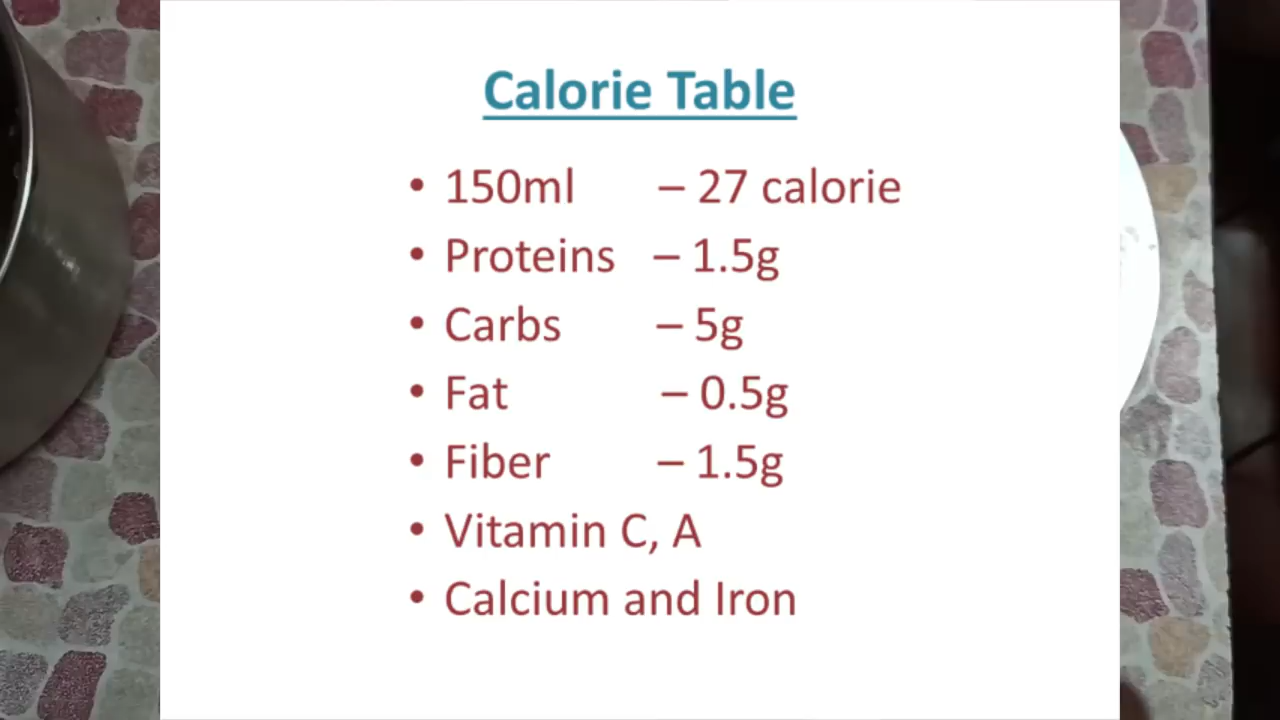 Calorie Table
• 150ml – 27 calorie
• Proteins – 1.5g
• Carbs – 5g
• Fat – 0.5g
• Fiber – 1.5g
• Vitamin C, A
• Calcium and Iron